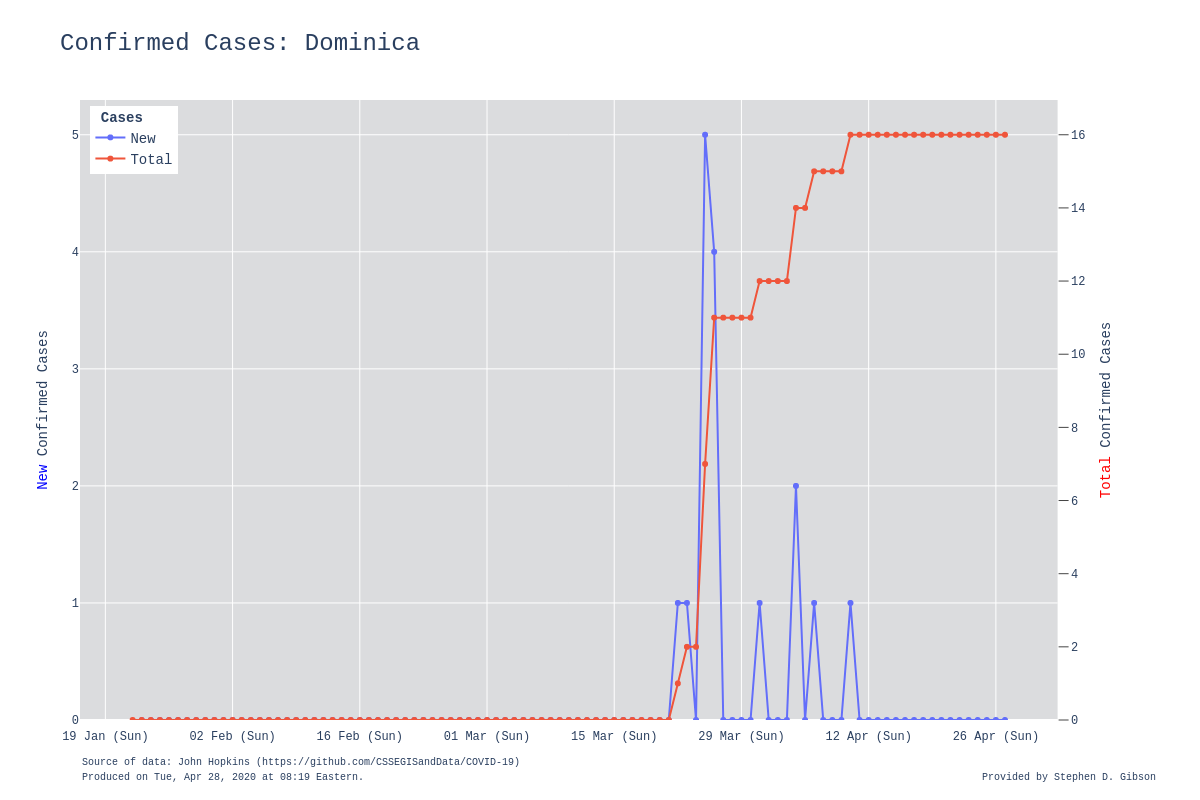 Confirmed Cases: Dominica
Cases
New
Total
5
4
3
2
1
0
New Confirmed Cases
16
14
12
10
8
6
4
2
0
Total Confirmed Cases
19 Jan (Sun) 02 Feb (Sun) 16 Feb (Sun) 01 Mar (Sun) 15 Mar (Sun) 29 Mar (Sun) 12 Apr (Sun) 26 Apr (Sun)
Source of data: John Hopkins (https://github.com/CSSEGISandData/COVID-19)
Produced on Tue, Apr 28, 2020 at 08:19 Eastern.
Provided by Stephen D. Gibson